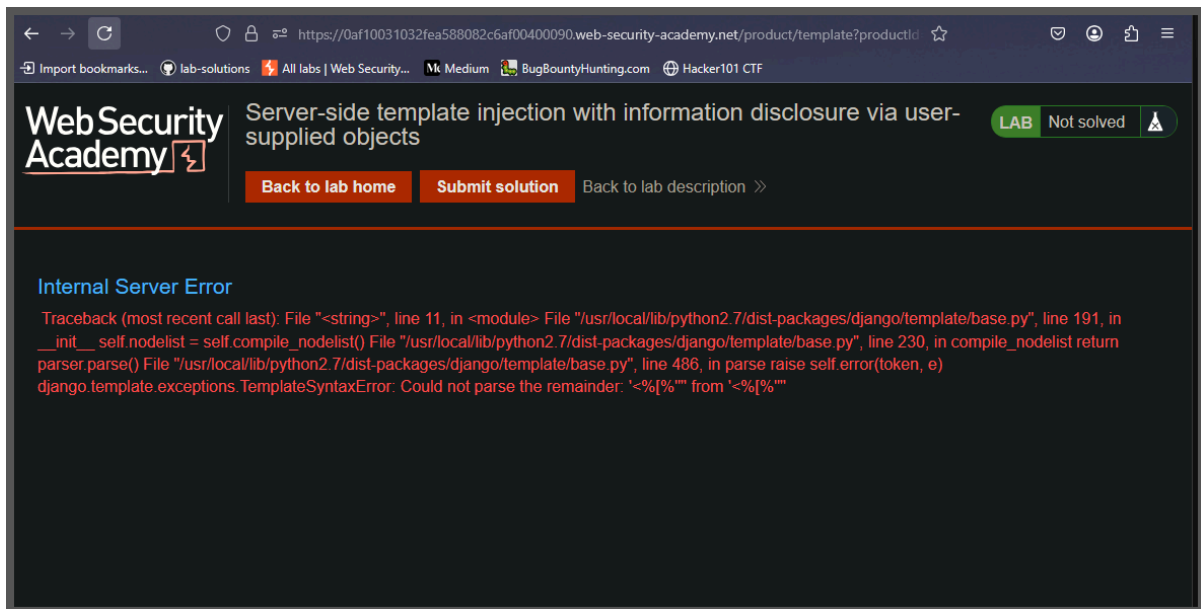 https://0af10031032fea588082c6af00400090.web-security-academy.net/product/template?productId
Import bookmarks... lab-solutions All labs | Web Security... Medium BugBountyHunting.com Hacker101 CTF
Web Security
Academy
Server-side template injection with information disclosure via user-
supplied objects
LAB Not solved
Back to lab home Submit solution Back to lab description
Internal Server Error
Traceback (most recent call last): File "<string>", line 11, in <module> File "/usr/local/lib/python2.7/dist-packages/django/template/base.py", line 191, in
__init__ self.nodelist = self.compile_nodelist() File "/usr/local/lib/python2.7/dist-packages/django/template/base.py", line 230, in compile_nodelist return
parser.parse() File "/usr/local/lib/python2.7/dist-packages/django/template/base.py", line 486, in parse raise self.error(token, e)
django.template.exceptions.TemplateSyntaxError: Could not parse the remainder: '<%[%'"' from '<%[%'"'